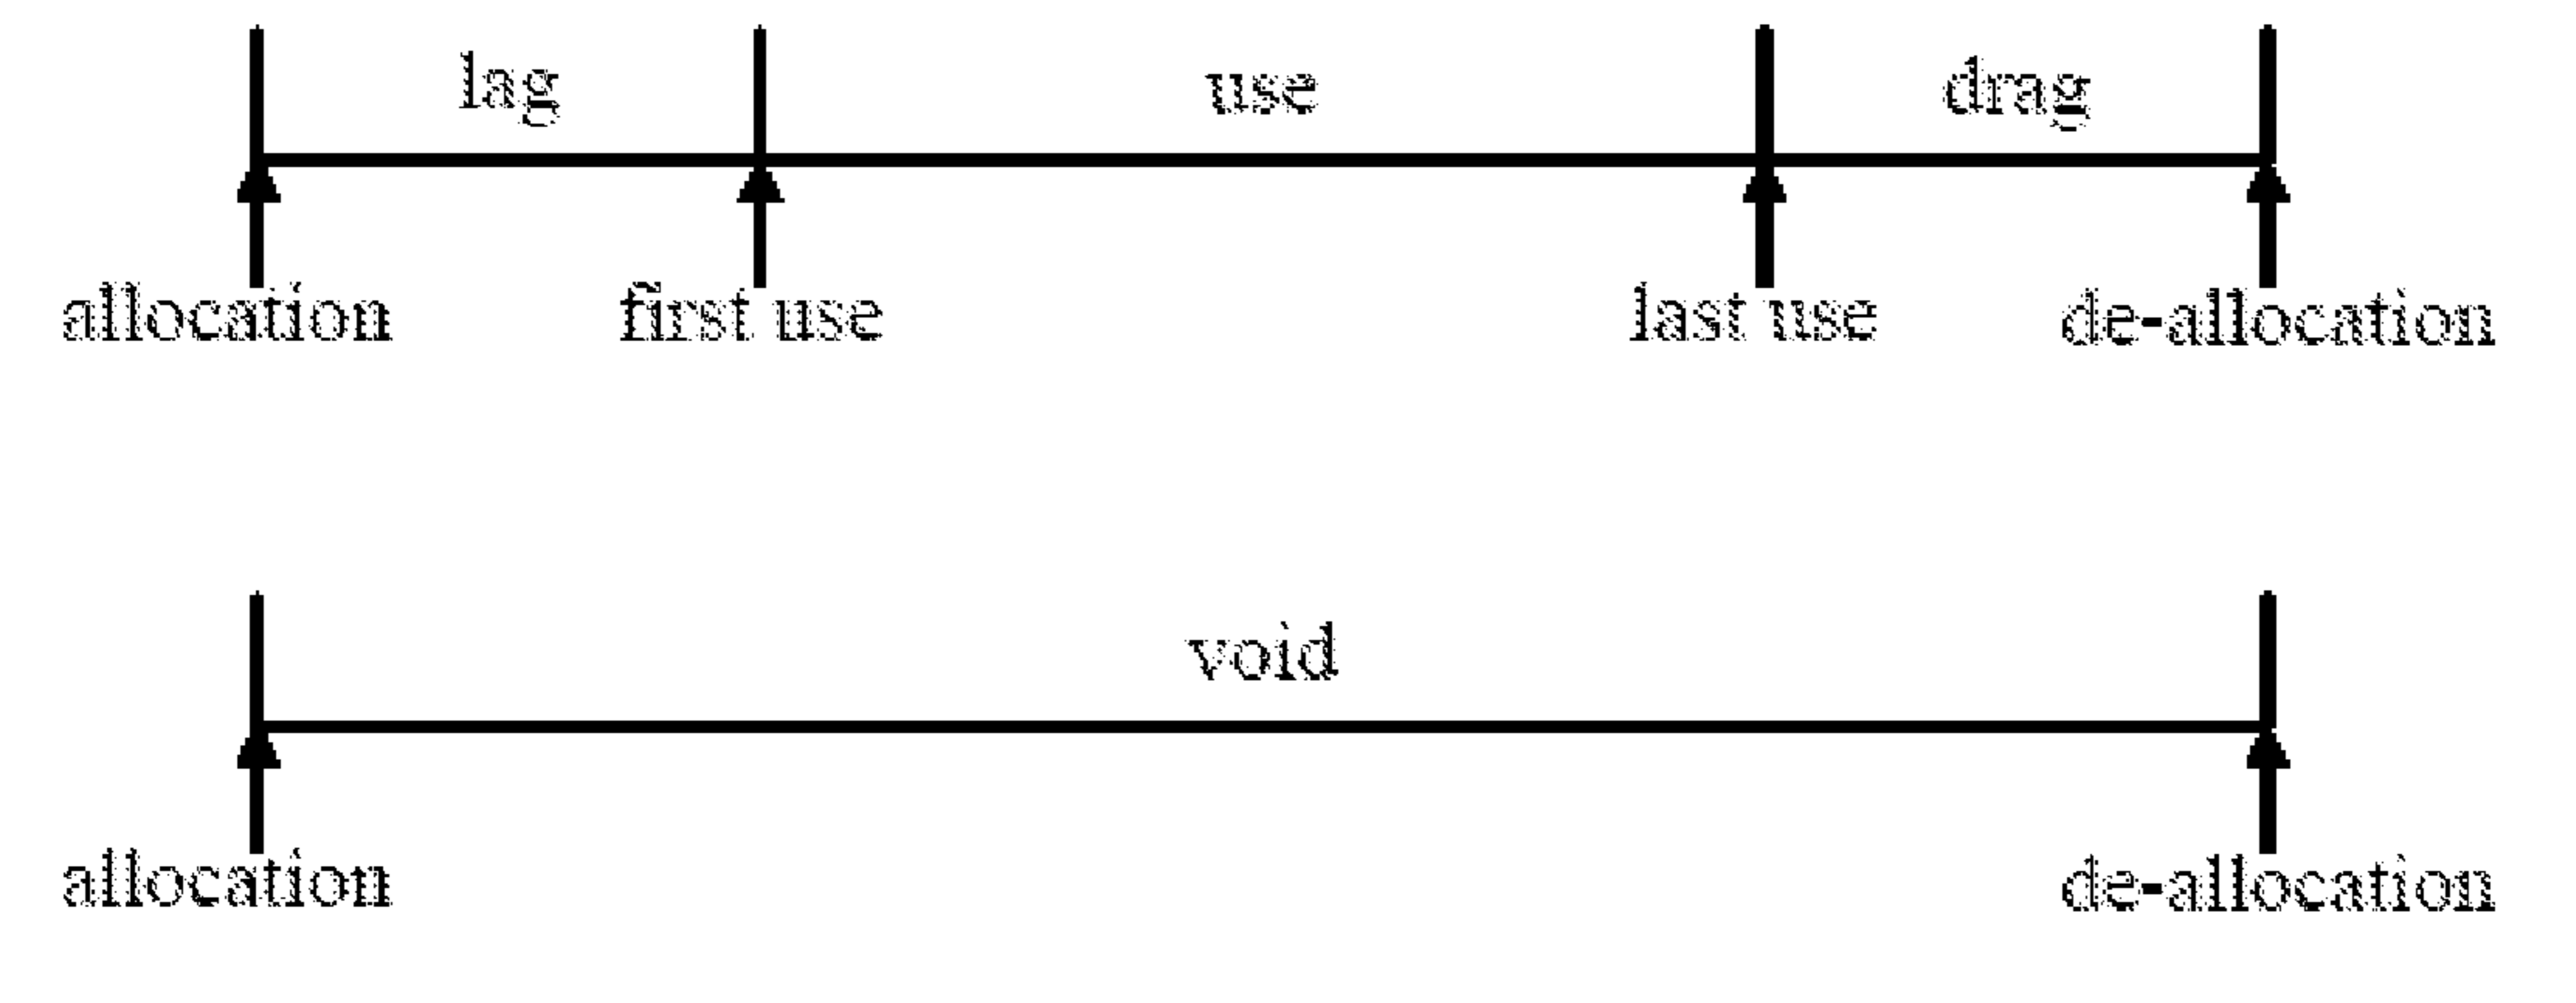 lag use drag
allocation first use last use de-allocation
void
allocation de-allocation